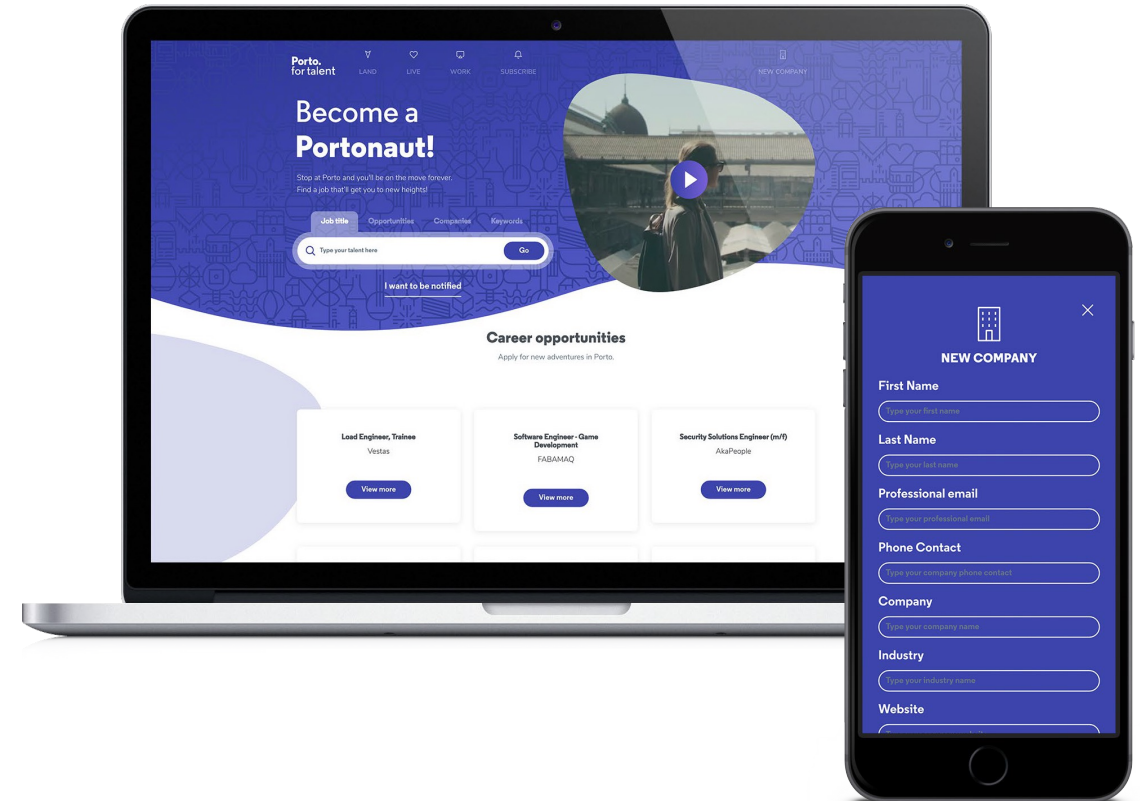 Porto.
for talent
LAND
LIVE
WORK
SUBSCRIBE
NEW COMPANY
Become a
Portonaut!
Stop at Porto and you'll be on the move forever.
Find a job that'll get you to new heights!
Job title
Opportunities
Companies
Keywords
Type your talent here
Go
I want to be notified
Career opportunities
Apply for new adventures in Porto.
Load Engineer, Trainee
Vestas
View more
Software Engineer - Game
Development
FABAMAQ
View more
Security Solutions Engineer (m/f)
AkaPeople
View more
NEW COMPANY
First Name
Type your first name
Last Name
Type your last name
Professional email
Type your professional email
Phone Contact
Type your company phone contact
Company
Type your company name
Industry
Type your industry name
Website